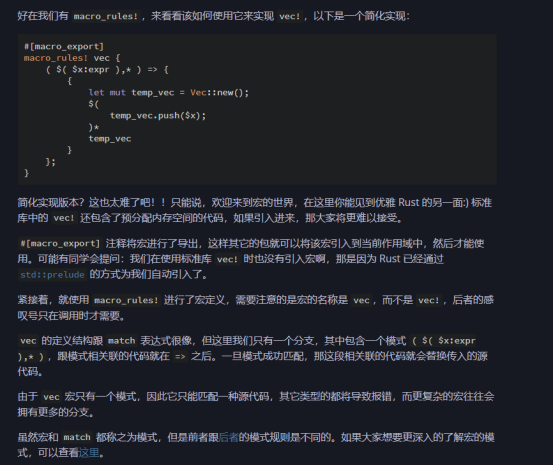 好在我们有 macro_rules! ，来看看该如何使用它来实现 vec! ，以下是一个简化实现：
#[macro_export]
macro_rules! vec {
    ( $( $x:expr ),* ) => {
        {
            let mut temp_vec = Vec::new();
            $(
                temp_vec.push($x);
            )*
            temp_vec
        }
    };
}
简化实现版本？这也太难了吧！！只能说，欢迎来到宏的世界，在这里你能见到优雅 Rust 的另一面:) 标准
库中的 vec! 还包含了预分配内存空间的代码，如果引入进来，那大家将更难以接受。
#[macro_export] 注释将宏进行了导出，这样其它的包就可以将该宏引入到当前作用域中，然后才能使
用。可能有同学会提问：我们在使用标准库 vec! 时也没有引入宏啊，那是因为 Rust 已经通过
std::prelude 的方式为我们自动引入了。
紧接着，就使用 macro_rules! 进行了宏定义，需要注意的是宏的名称是 vec ，而不是 vec! ，后者的感
叹号只在调用时才需要。
vec 的定义结构跟 match 表达式很像，但这里我们只有一个分支，其中包含一个模式 ( $( $x:expr
),* ) ，跟模式相关联的代码就在 => 之后。一旦模式成功匹配，那这段相关联的代码就会替换传入的源
代码。
由于 vec 宏只有一个模式，因此它只能匹配一种源代码，其它类型的都将导致报错，而更复杂的宏往往会
拥有更多的分支。
虽然宏和 match 都称之为模式，但是前者跟后者的模式规则是不同的。如果大家想要更深入的了解宏的模
式，可以查看这里。